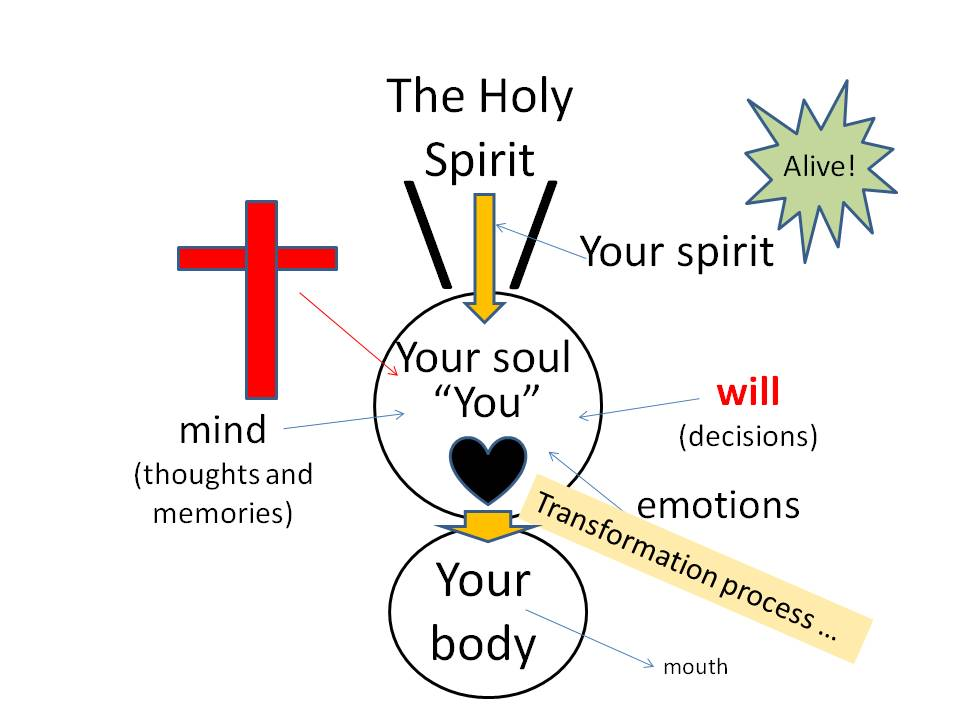 The Holy
Spirit
Alive!
Your spirit
Your soul
“You”
will
(decisions)
mind
(thoughts and
memories)
emotions
Transformation process ...
Your
body
mouth